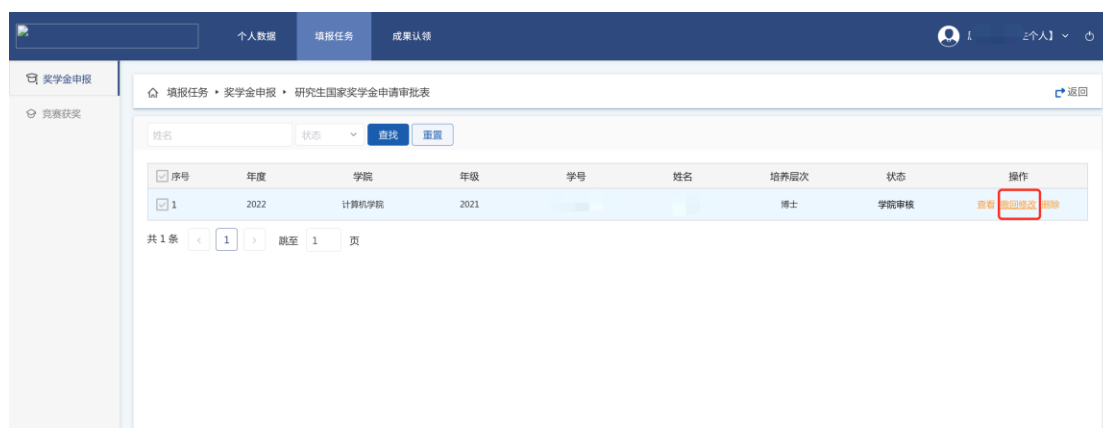 个人数据 填报任务 成果认领 个人】
奖学金申报
竞赛获奖
填报任务 ▸ 奖学金申报 ▸ 研究生国家奖学金申请审批表 返回
姓名 状态 查找 重置
序号 年度 学院 年级 学号 姓名 培养层次 状态 操作
1 2022 计算机学院 2021 博士 学院审核 查看 撤回修改 删除
共 1 条 < 1 > 跳至 1 页